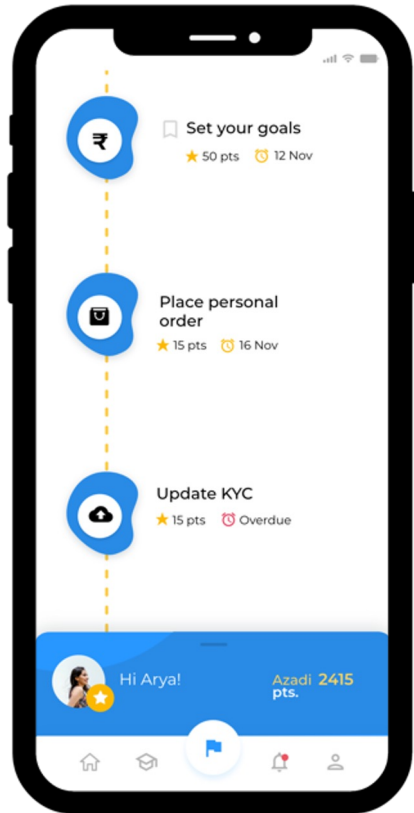 ₹
Set your goals
50 pts 12 Nov
Place personal
order
15 pts 16 Nov
Update KYC
15 pts Overdue
Hi Arya!
Azadi 2415
pts.